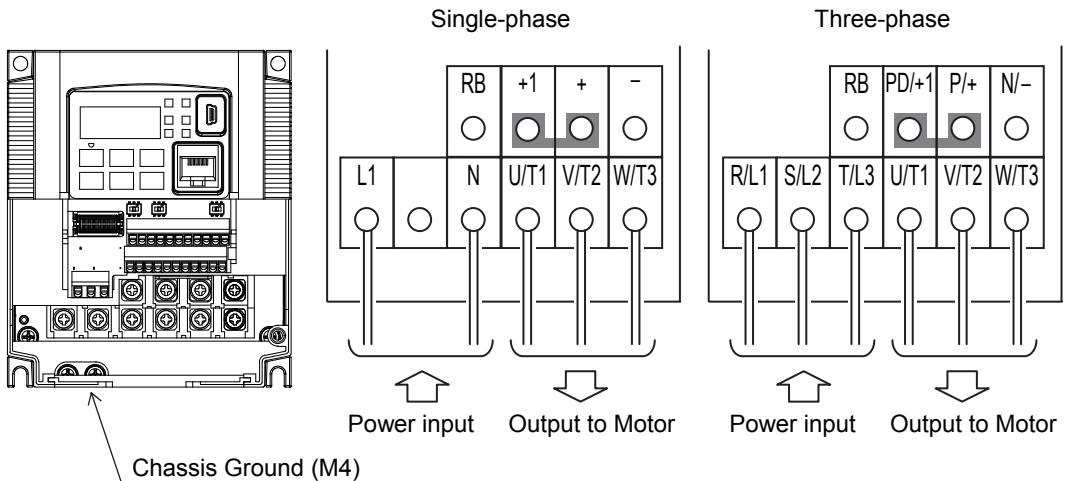 Single-phase
Three-phase
RB +1 + −
L1 N U/T1 V/T2 W/T3
RB PD/+1 P/+ N/−
R/L1 S/L2 T/L3 U/T1 V/T2 W/T3
Power input Output to Motor
Power input Output to Motor
Chassis Ground (M4)